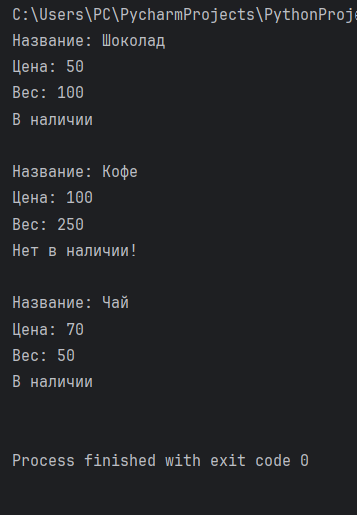 C:\Users\PC\PycharmProjects\PythonProje
Название: Шоколад
Цена: 50
Вес: 100
В наличии
Название: Кофе
Цена: 100
Вес: 250
Нет в наличии!
Название: Чай
Цена: 70
Вес: 50
В наличии
Process finished with exit code 0